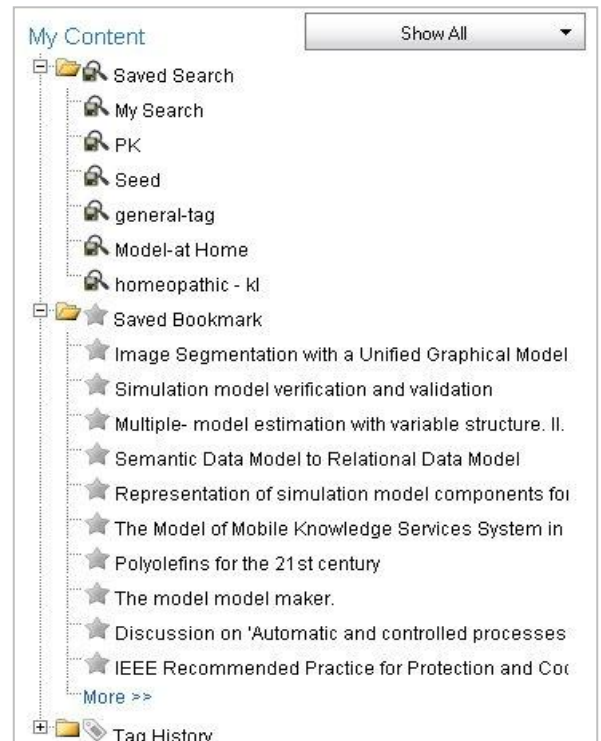 My Content
Show All
Saved Search
My Search
PK
Seed
general-tag
Model-at Home
homeopathic - kl
Saved Bookmark
Image Segmentation with a Unified Graphical Model
Simulation model verification and validation
Multiple- model estimation with variable structure. II.
Semantic Data Model to Relational Data Model
Representation of simulation model components for
The Model of Mobile Knowledge Services System in
Polyolefins for the 21st century
The model model maker.
Discussion on 'Automatic and controlled processes
IEEE Recommended Practice for Protection and
More >>
Tag History